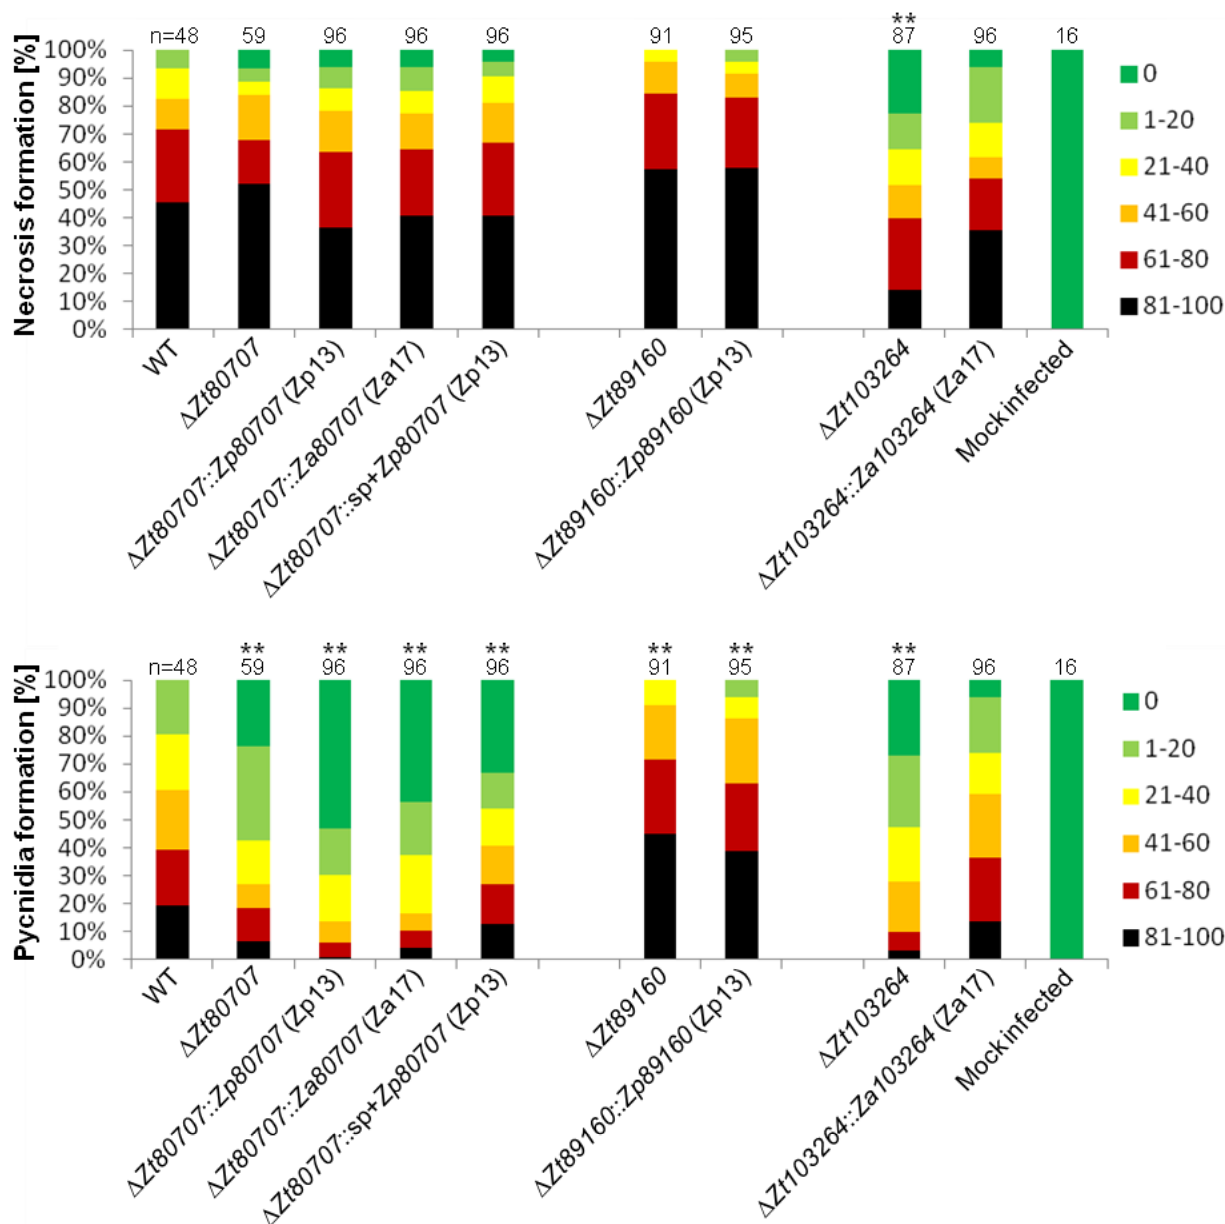 **
n=48 59 96 96 96 91 95 87 96 16
Necrosis formation [%]
100%
90%
80%
70%
60%
50%
40%
30%
20%
10%
0%
0
1-20
21-40
41-60
61-80
81-100
WT
ΔZt80707
ΔZt80707::Zp80707 (Zp13)
ΔZt80707::Za80707 (Za17)
ΔZt80707::sp+Zp80707 (Zp13)
ΔZt89160
ΔZt89160::Zp89160 (Zp13)
ΔZt103264
ΔZt103264::Za103264 (Za17)
Mock infected
** ** ** ** ** ** **
n=48 59 96 96 96 91 95 87 96 16
Pycnidia formation [%]
100%
90%
80%
70%
60%
50%
40%
30%
20%
10%
0%
0
1-20
21-40
41-60
61-80
81-100
WT
ΔZt80707
ΔZt80707::Zp80707 (Zp13)
ΔZt80707::Za80707 (Za17)
ΔZt80707::sp+Zp80707 (Zp13)
ΔZt89160
ΔZt89160::Zp89160 (Zp13)
ΔZt103264
ΔZt103264::Za103264 (Za17)
Mock infected